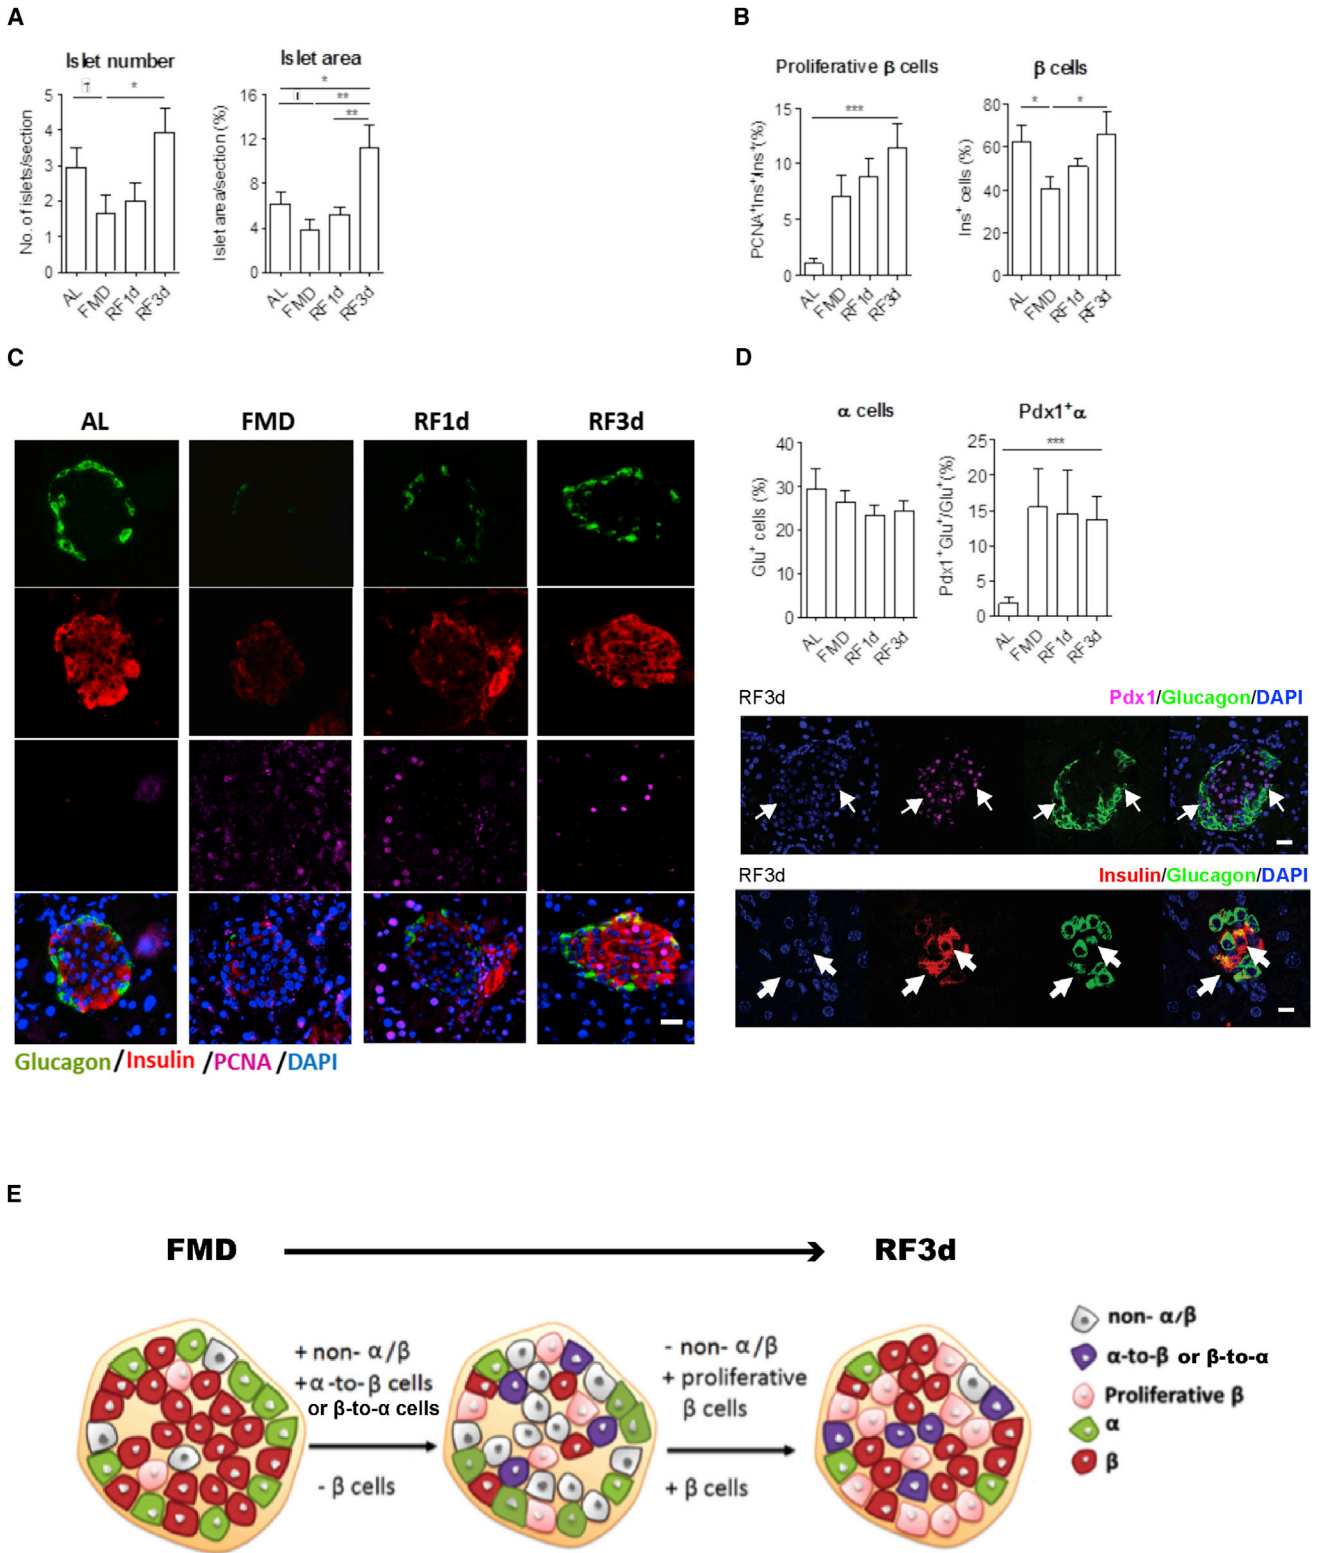 A
Islet number
†
*
No. of islets/section
5
4
3
2
1
0
AL
FMD
RF1d
RF3d
Islet area
*
**
**
Islet area/section (%)
16
12
8
4
0
AL
FMD
RF1d
RF3d
B
Proliferative β cells
***
PCNA⁺Ins⁺/Ins⁺(%)
15
10
5
0
AL
FMD
RF1d
RF3d
β cells
*
*
Ins⁺ cells (%)
80
60
40
20
0
AL
FMD
RF1d
RF3d
C
AL
FMD
RF1d
RF3d
Glucagon/Insulin/PCNA/DAPI
D
α cells
Glu⁺ cells (%)
40
30
20
10
0
AL
FMD
RF1d
RF3d
Pdx1⁺α
***
Pdx1⁺Glu⁺/Glu⁺(%)
25
20
15
10
5
0
AL
FMD
RF1d
RF3d
RF3d
Pdx1/Glucagon/DAPI
RF3d
Insulin/Glucagon/DAPI
E
FMD
RF3d
+ non- α/β
+α-to-β cells
or β-to-α cells
- β cells
- non- α/β
+ proliferative
β cells
+ β cells
non- α/β
α-to-β or β-to-α
Proliferative β
α
β